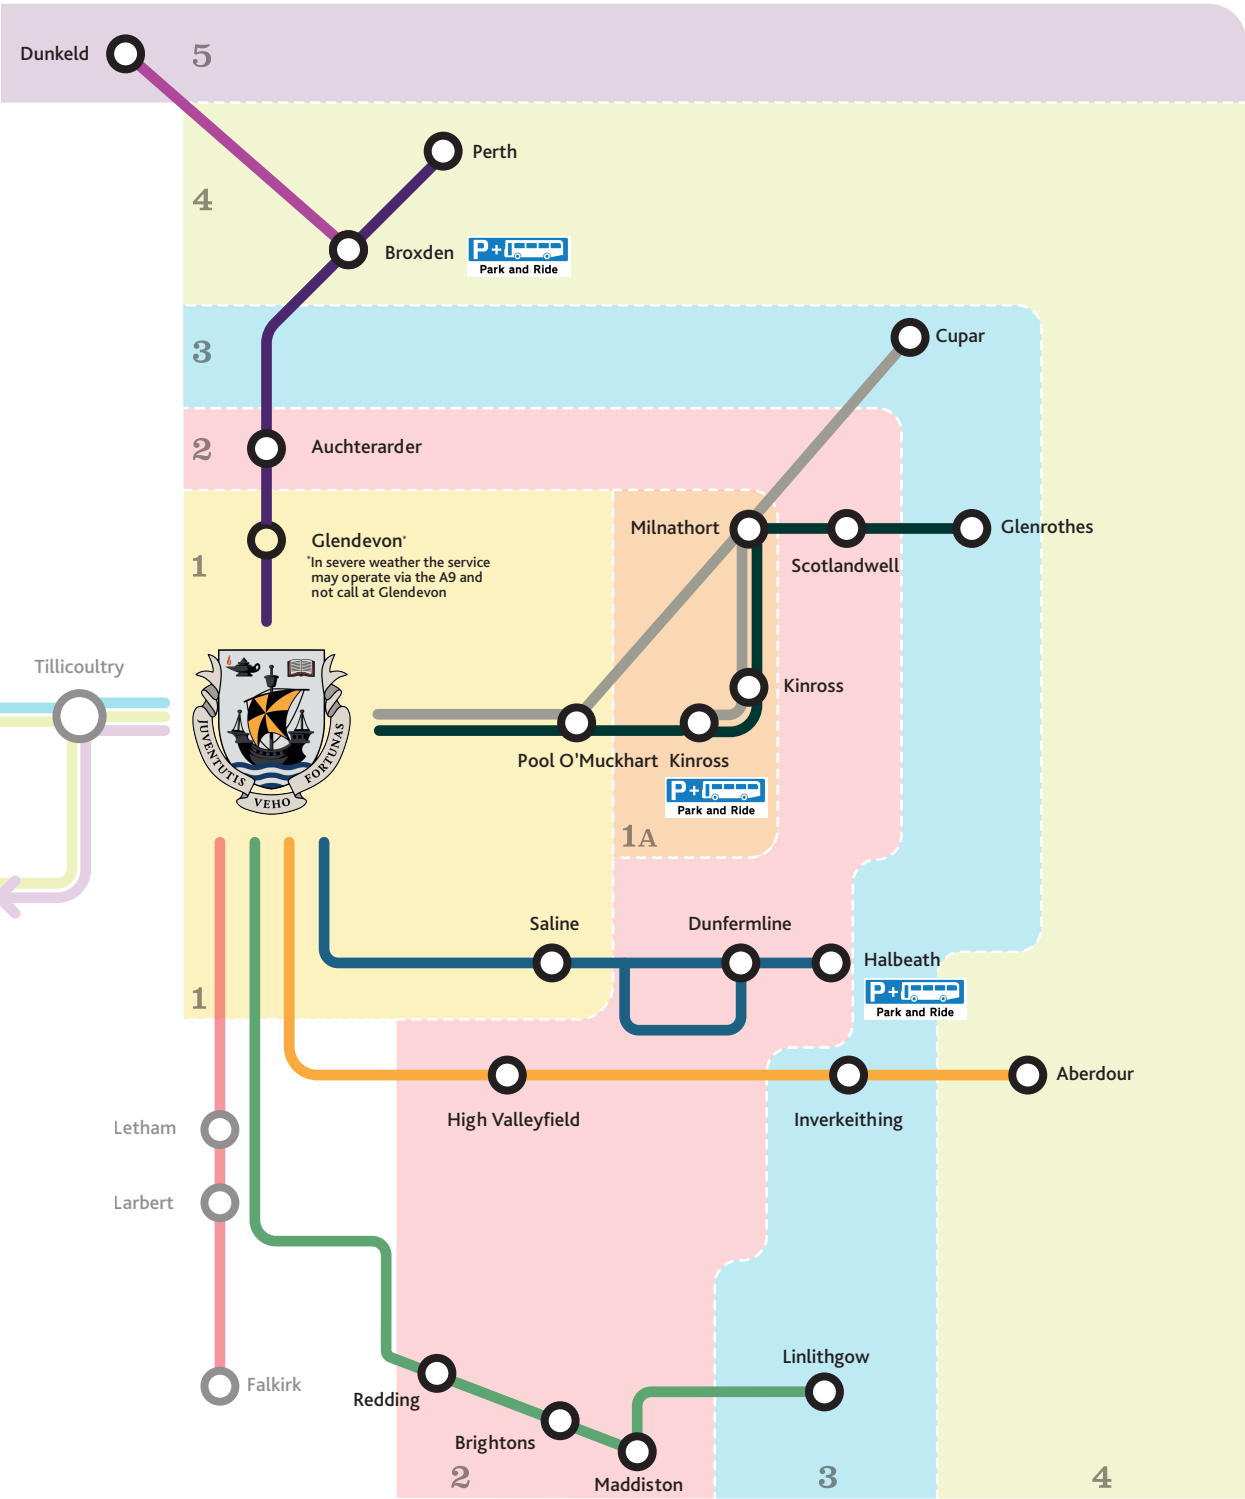 Dunkeld
5
Perth
4
Broxden
P+
Park and Ride
3
Cupar
2
Auchterarder
Milnathort
Glenrothes
Glendevon*
*In severe weather the service
may operate via the A9 and
not call at Glendevon
1
Scotlandwell
Tillicoultry
Kinross
JUVENTUTIS
VEHO
FORTUNAS
Pool O'Muckhart
Kinross
P+
Park and Ride
1A
Saline
Dunfermline
Halbeath
P+
Park and Ride
1
Aberdour
High Valleyfield
Inverkeithing
Letham
Larbert
Linlithgow
Falkirk
Redding
Brightons
Maddiston
2
3
4